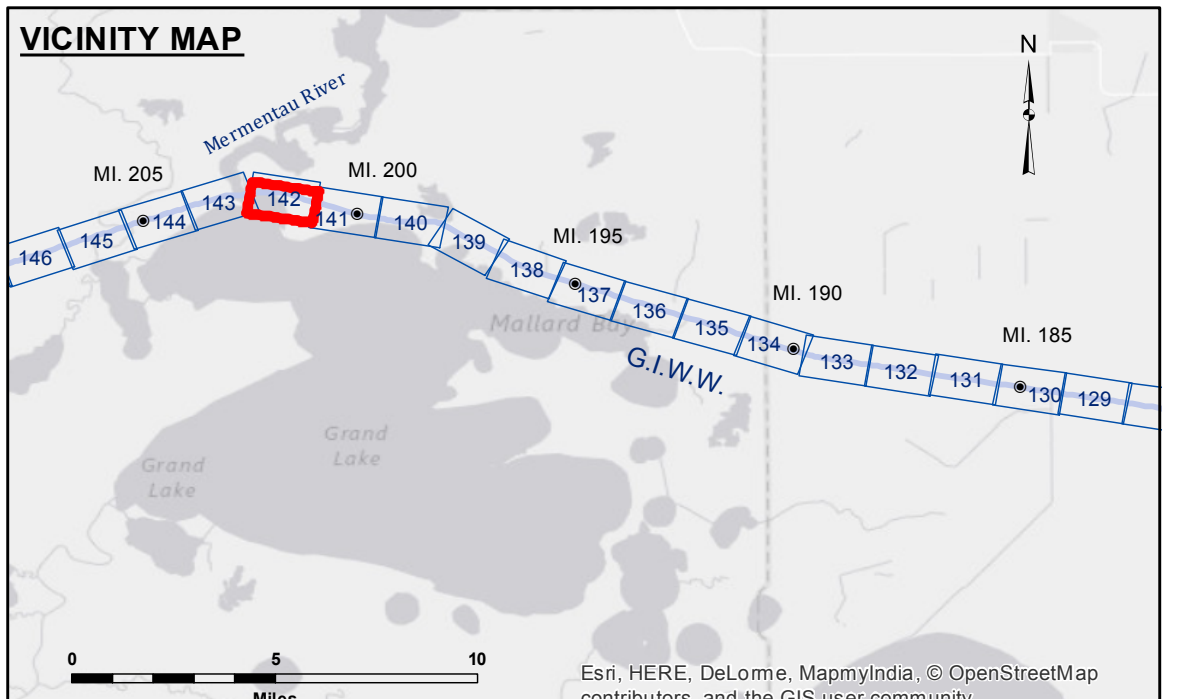 VICINITY MAP
N
Mermentau River
MI. 205
MI. 200
MI. 195
MI. 190
MI. 185
146
145
144
143
142
141
140
139
138
137
136
135
134
133
132
131
130
129
Mallard Bay
G.I.W.W.
Grand
Lake
Grand
Lake
0
5
10
Miles
Esri, HERE, DeLorme, MapmyIndia, © OpenStreetMap
contributors, and the GIS user community